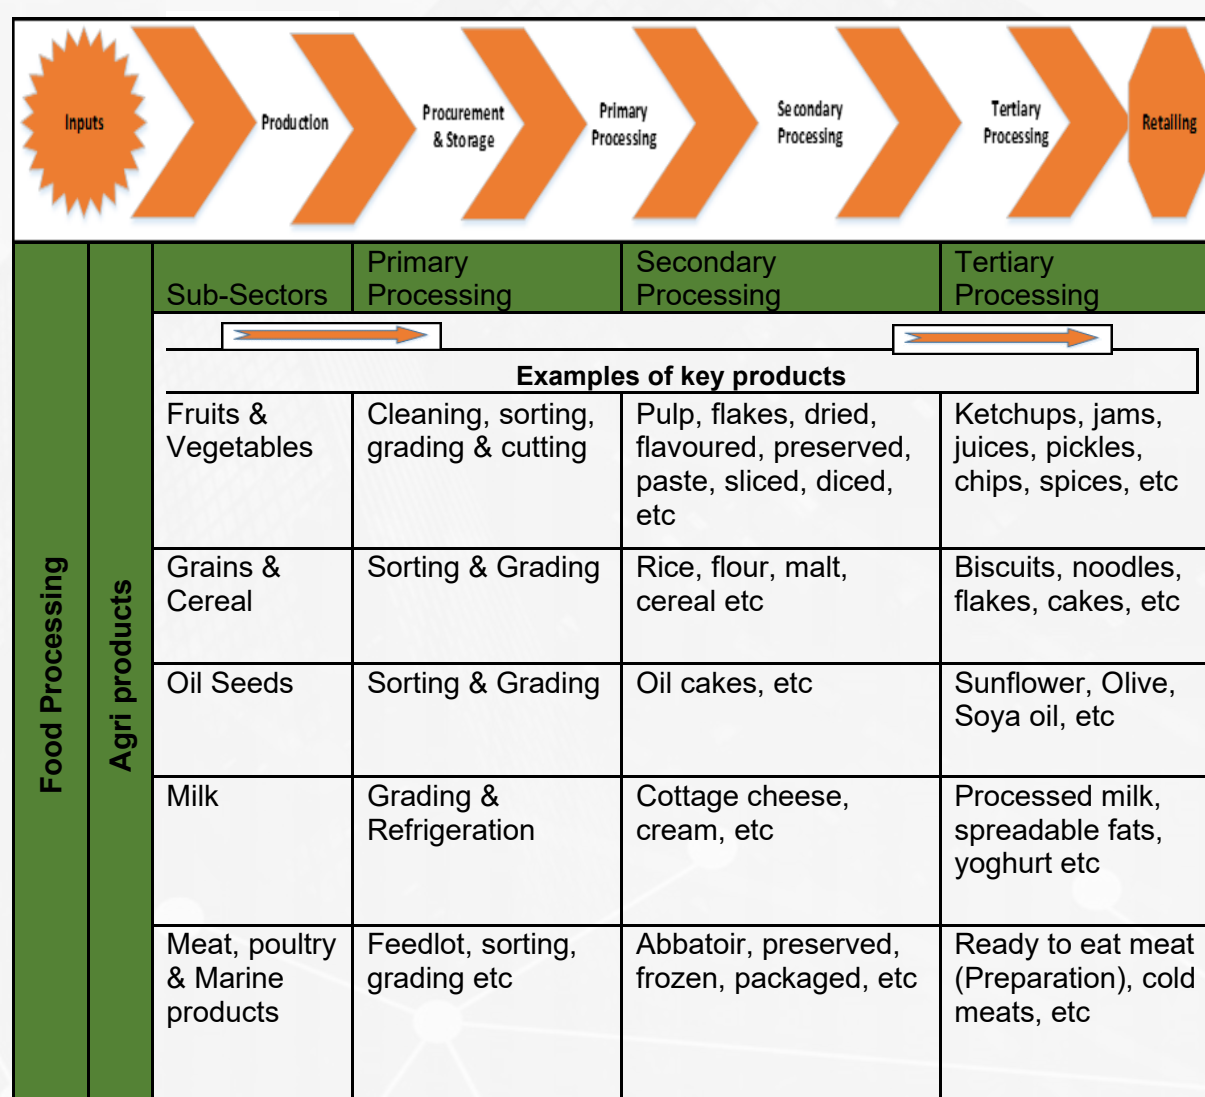 Inputs
Production
Procurement
& Storage
Primary
Processing
Secondary
Processing
Tertiary
Processing
Retailing
Food Processing
Agri products
Sub-Sectors
Primary
Processing
Secondary
Processing
Tertiary
Processing
Examples of key products
Fruits &
Vegetables
Cleaning, sorting,
grading & cutting
Pulp, flakes, dried,
flavoured, preserved,
paste, sliced, diced,
etc
Ketchups, jams,
juices, pickles,
chips, spices, etc
Grains &
Cereal
Sorting & Grading
Rice, flour, malt,
cereal etc
Biscuits, noodles,
flakes, cakes, etc
Oil Seeds
Sorting & Grading
Oil cakes, etc
Sunflower, Olive,
Soya oil, etc
Milk
Grading &
Refrigeration
Cottage cheese,
cream, etc
Processed milk,
spreadable fats,
yoghurt etc
Meat, poultry
& Marine
products
Feedlot, sorting,
grading etc
Abbatoir, preserved,
frozen, packaged, etc
Ready to eat meat
(Preparation), cold
meats, etc